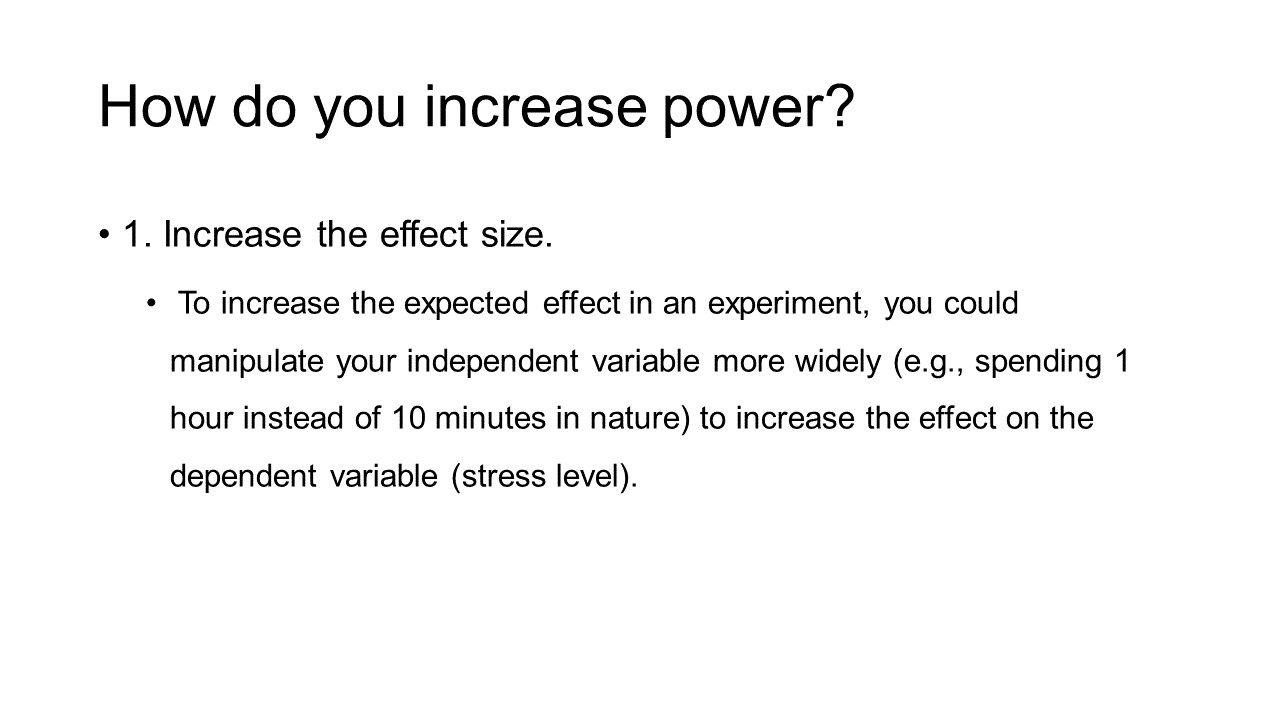 How do you increase power?
• 1. Increase the effect size.
• To increase the expected effect in an experiment, you could
manipulate your independent variable more widely (e.g., spending 1
hour instead of 10 minutes in nature) to increase the effect on the
dependent variable (stress level).